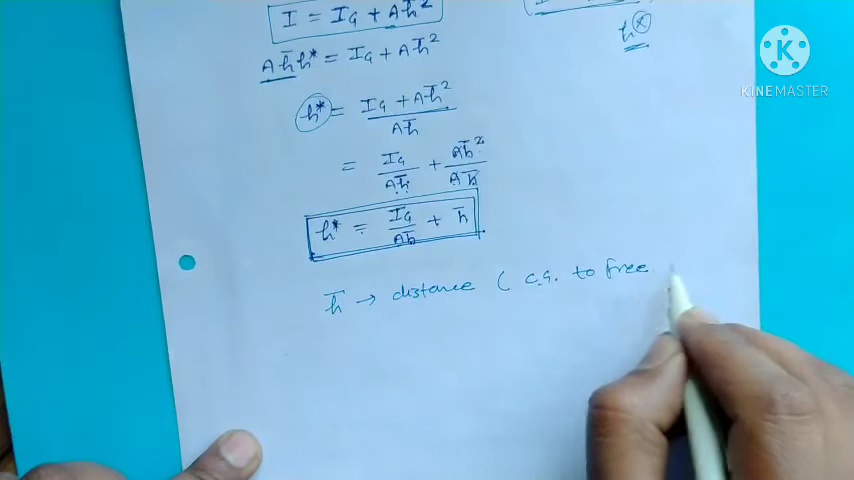 I = IG + Ah̄²
h*
Ah̄h* = IG + Ah̄²
h* = IG + Ah̄² / Ah̄
= IG / Ah̄ + Ah̄² / Ah̄
h* = IG / Ah̄ + h̄
h̄ → distance ( C.G. to free
K
KINEMASTER